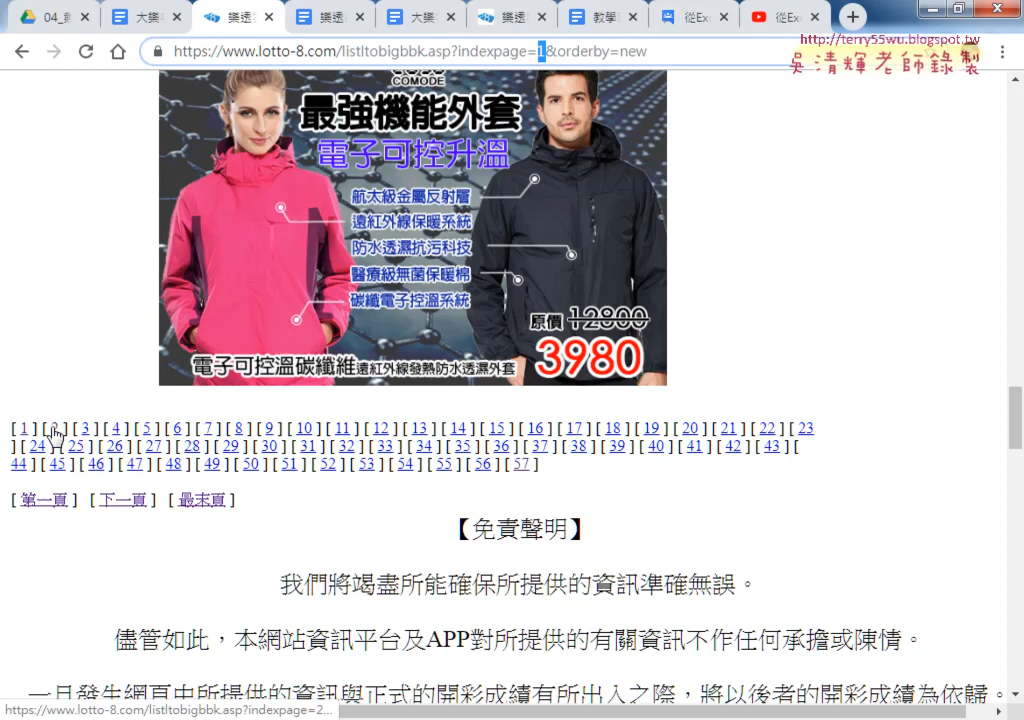 04_
大樂
樂透
樂透
大樂
樂透
教學
從Exc
從Exc
https://www.lotto-8.com/listltobigbbk.asp?indexpage=1&orderby=new
http://terry55wu.blogspot.tw
吳清輝老師錄製
COMODE
最強機能外套
電子可控升溫
航太級金屬反射層
遠紅外線保暖系統
防水透濕抗污科技
醫療級無菌保暖棉
碳纖電子控溫系統
原價 12800
3980
電子可控溫碳纖維遠紅外線發熱防水透濕外套
[ 1 ] [ 2 ] [ 3 ] [ 4 ] [ 5 ] [ 6 ] [ 7 ] [ 8 ] [ 9 ] [ 10 ] [ 11 ] [ 12 ] [ 13 ] [ 14 ] [ 15 ] [ 16 ] [ 17 ] [ 18 ] [ 19 ] [ 20 ] [ 21 ] [ 22 ] [ 23
] [ 24 ] [ 25 ] [ 26 ] [ 27 ] [ 28 ] [ 29 ] [ 30 ] [ 31 ] [ 32 ] [ 33 ] [ 34 ] [ 35 ] [ 36 ] [ 37 ] [ 38 ] [ 39 ] [ 40 ] [ 41 ] [ 42 ] [ 43 ] [
44 ] [ 45 ] [ 46 ] [ 47 ] [ 48 ] [ 49 ] [ 50 ] [ 51 ] [ 52 ] [ 53 ] [ 54 ] [ 55 ] [ 56 ] [ 57 ]
[ 第一頁 ] [ 下一頁 ] [ 最末頁 ]
【免責聲明】
我們將竭盡所能確保所提供的資訊準確無誤。
儘管如此，本網站資訊平台及APP對所提供的有關資訊不作任何承擔或陳情。
一旦發生網頁中所提供的資訊與正式的開彩成績有所出入之際，將以後者的開彩成績為依歸。
https://www.lotto-8.com/listltobigbbk.asp?indexpage=2...